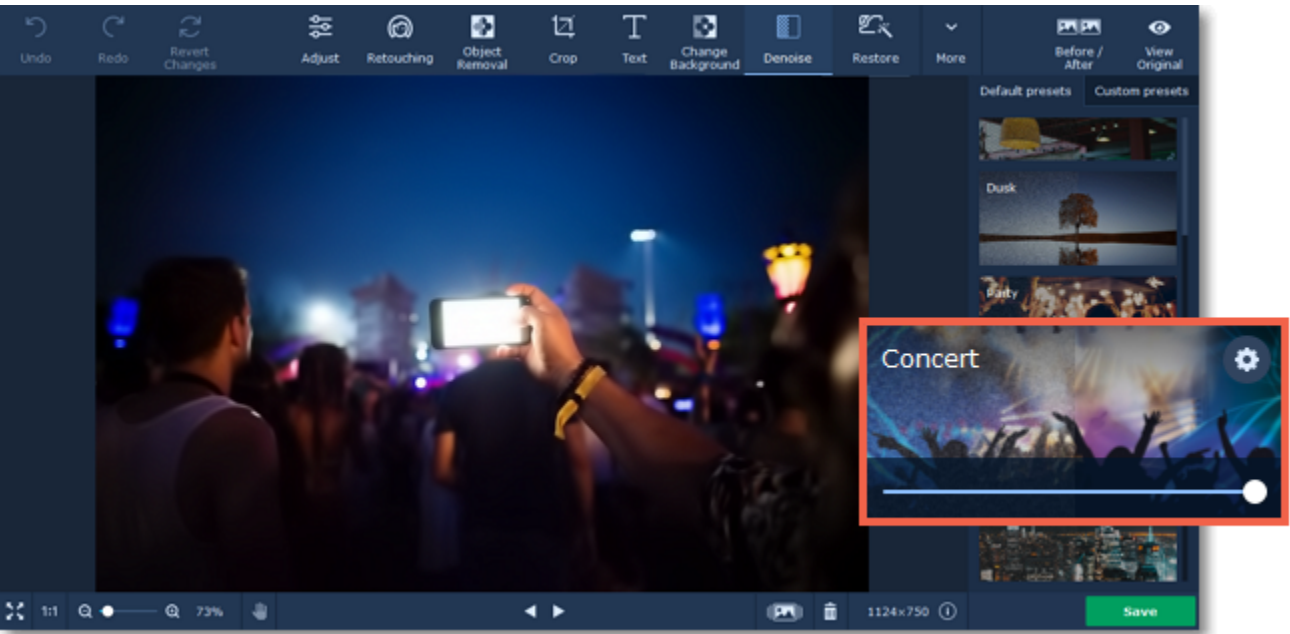 Undo
Redo
Revert
Changes
Adjust
Retouching
Object
Removal
Crop
Text
Change
Background
Denoise
Restore
More
Before /
After
View
Original
Default presets
Custom presets
Dusk
Party
Concert
1:1
73%
1124×750
Save